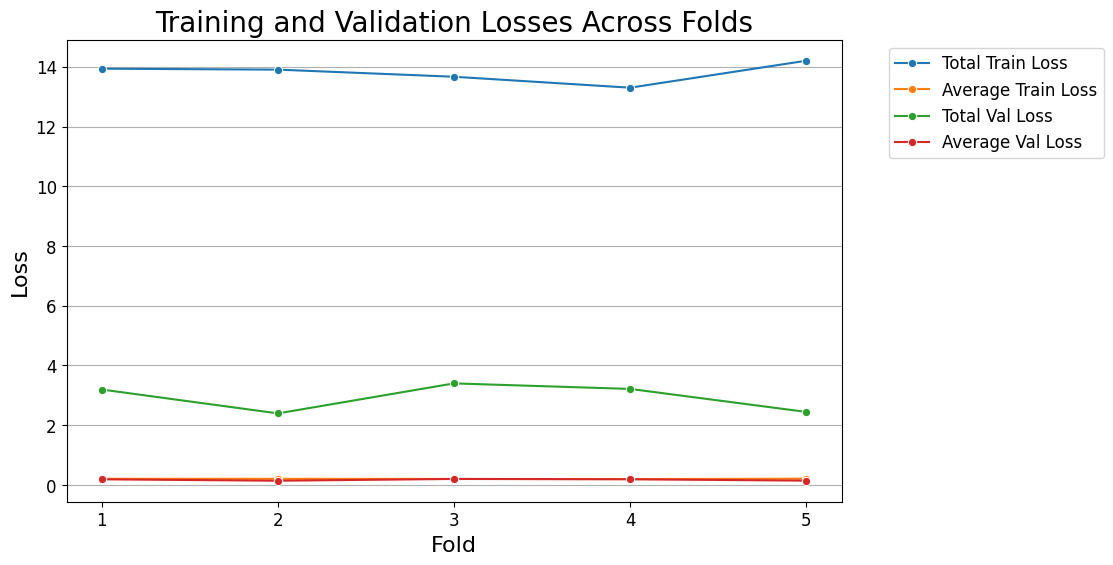 Training and Validation Losses Across Folds
Total Train Loss
Average Train Loss
Total Val Loss
Average Val Loss
14
12
10
8
6
4
2
0
Loss
1 2 3 4 5
Fold